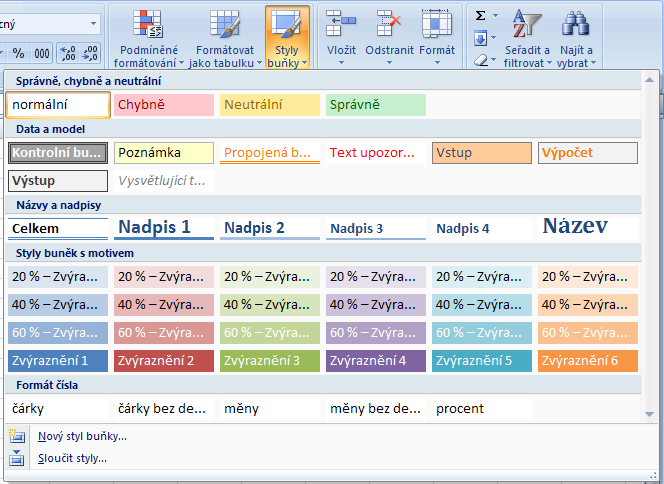 cný
Podmíněné formátování
Formátovat jako tabulku
Styly buňky
Vložit
Odstranit
Formát
Seřadit a filtrovat
Najít a vybrat
% 000 ,00 ,0
Σ
Správně, chybně a neutrální
normální Chybně Neutrální Správně
Data a model
Kontrolní bu... Poznámka Propojená b... Text upozor... Vstup Výpočet
Výstup Vysvětlující t...
Názvy a nadpisy
Celkem Nadpis 1 Nadpis 2 Nadpis 3 Nadpis 4 Název
Styly buněk s motivem
20 % – Zvýra... 20 % – Zvýra... 20 % – Zvýra... 20 % – Zvýra... 20 % – Zvýra... 20 % – Zvýra...
40 % – Zvýra... 40 % – Zvýra... 40 % – Zvýra... 40 % – Zvýra... 40 % – Zvýra... 40 % – Zvýra...
60 % – Zvýra... 60 % – Zvýra... 60 % – Zvýra... 60 % – Zvýra... 60 % – Zvýra... 60 % – Zvýra...
Zvýraznění 1 Zvýraznění 2 Zvýraznění 3 Zvýraznění 4 Zvýraznění 5 Zvýraznění 6
Formát čísla
čárky čárky bez de... měny měny bez de... procent
Nový styl buňky...
Sloučit styly...